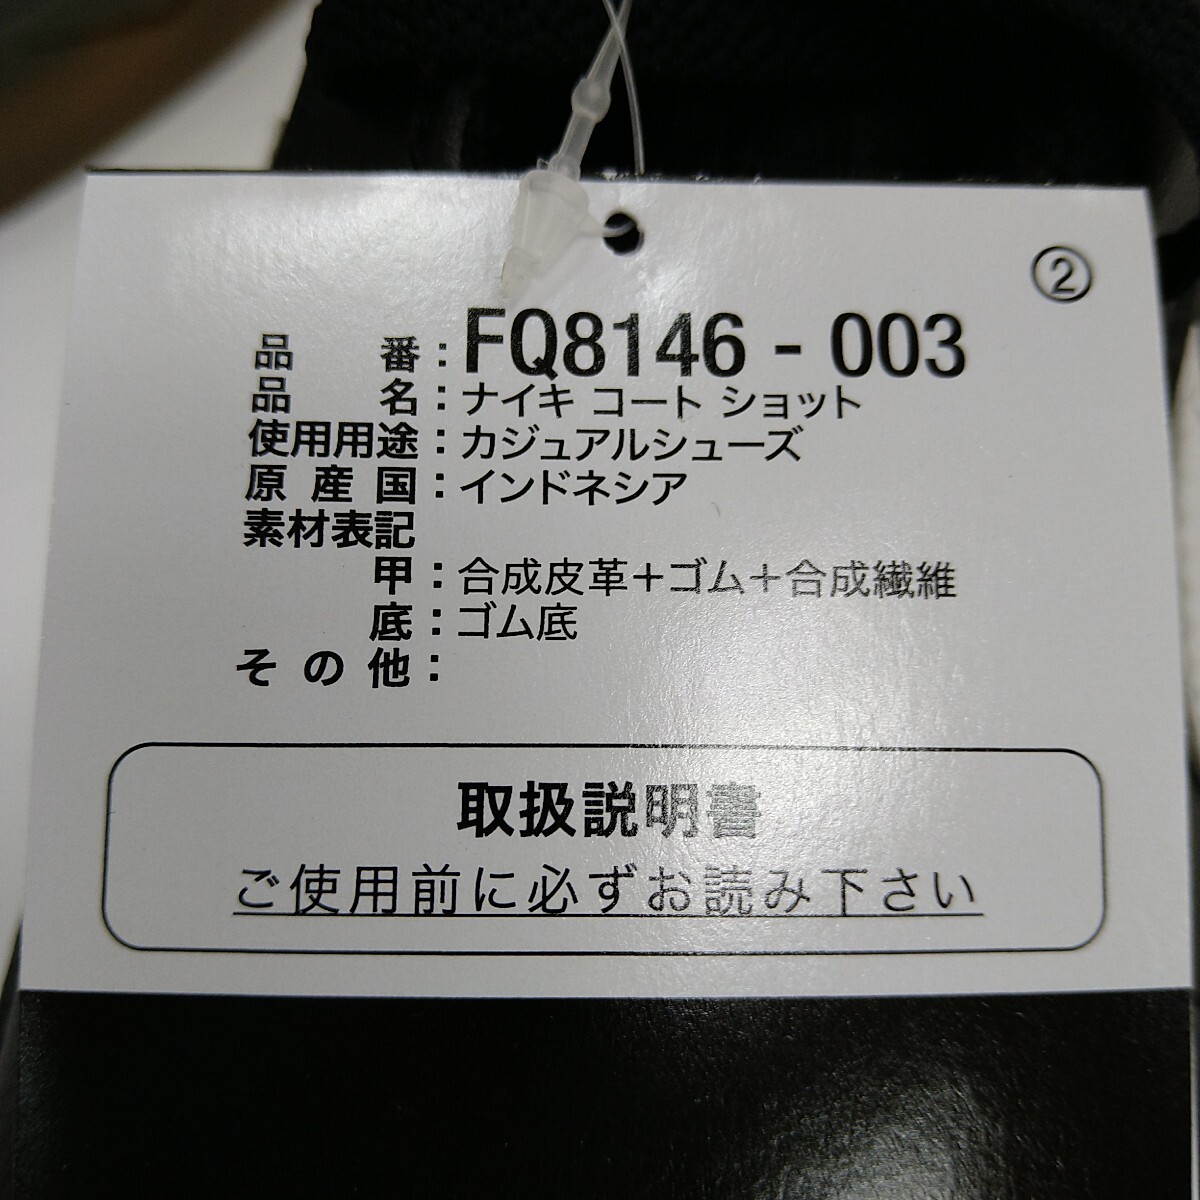 ②
品 番：FQ8146 - 003
品 名：ナイキ コート ショット
使用用途：カジュアルシューズ
原 産 国：インドネシア
素材表記
甲：合成皮革＋ゴム＋合成繊維
底：ゴム底
そ の 他：
取扱説明書
ご使用前に必ずお読み下さい